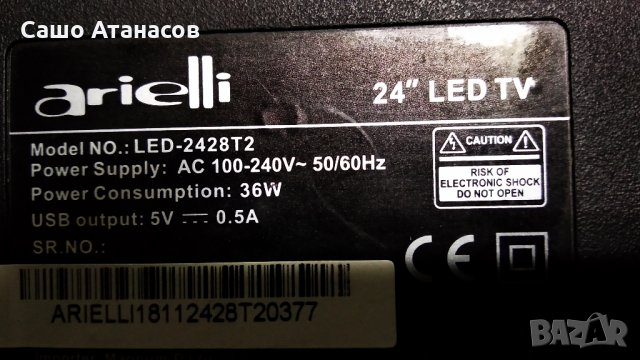 Сашо Атанасов
arielli
24" LED TV
Model NO.: LED-2428T2
Power Supply: AC 100-240V~ 50/60Hz
Power Consumption: 36W
USB output: 5V ⎓ 0.5A
SR.NO.:
CAUTION
RISK OF
ELECTRONIC SHOCK
DO NOT OPEN
CE
ARIELLI18112428T20377
BAZAR